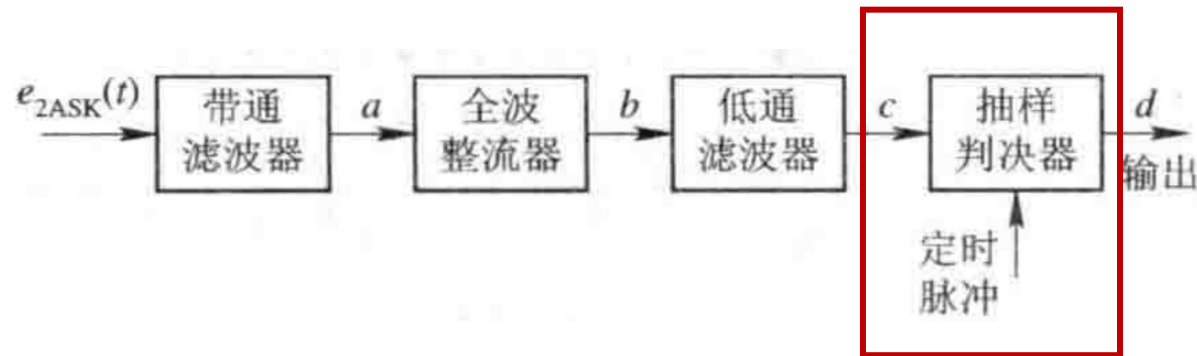 e2ASK(t)
带通
滤波器
a
全波
整流器
b
低通
滤波器
c
抽样
判决器
d
输出
定时
脉冲